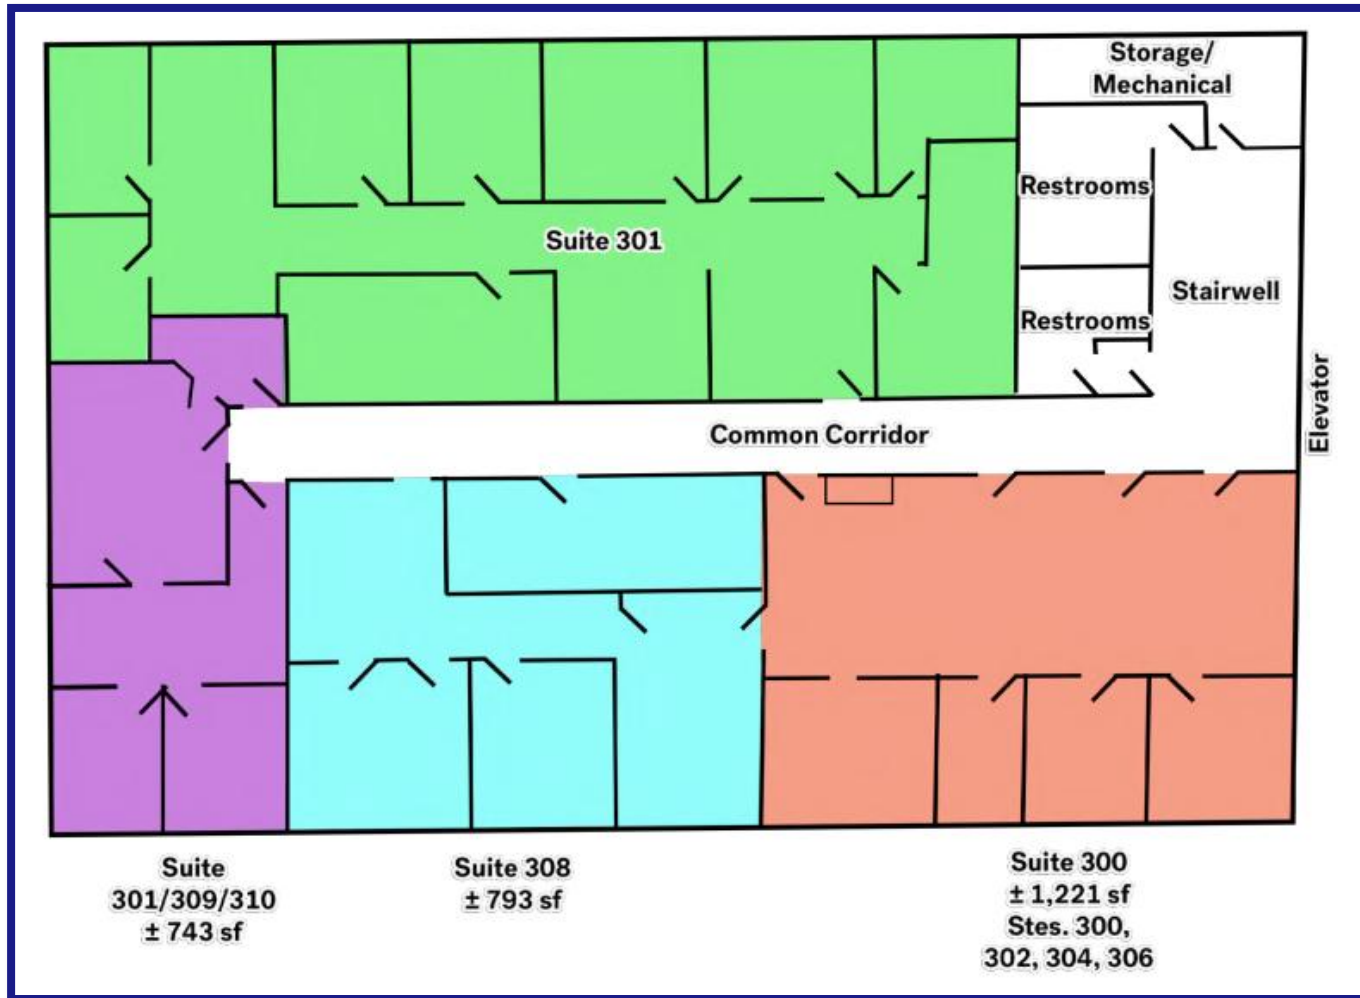 Storage/
Mechanical
Restrooms
Suite 301
Stairwell
Restrooms
Elevator
Common Corridor
Suite
301/309/310
± 743 sf
Suite 308
± 793 sf
Suite 300
± 1,221 sf
Stes. 300,
302, 304, 306